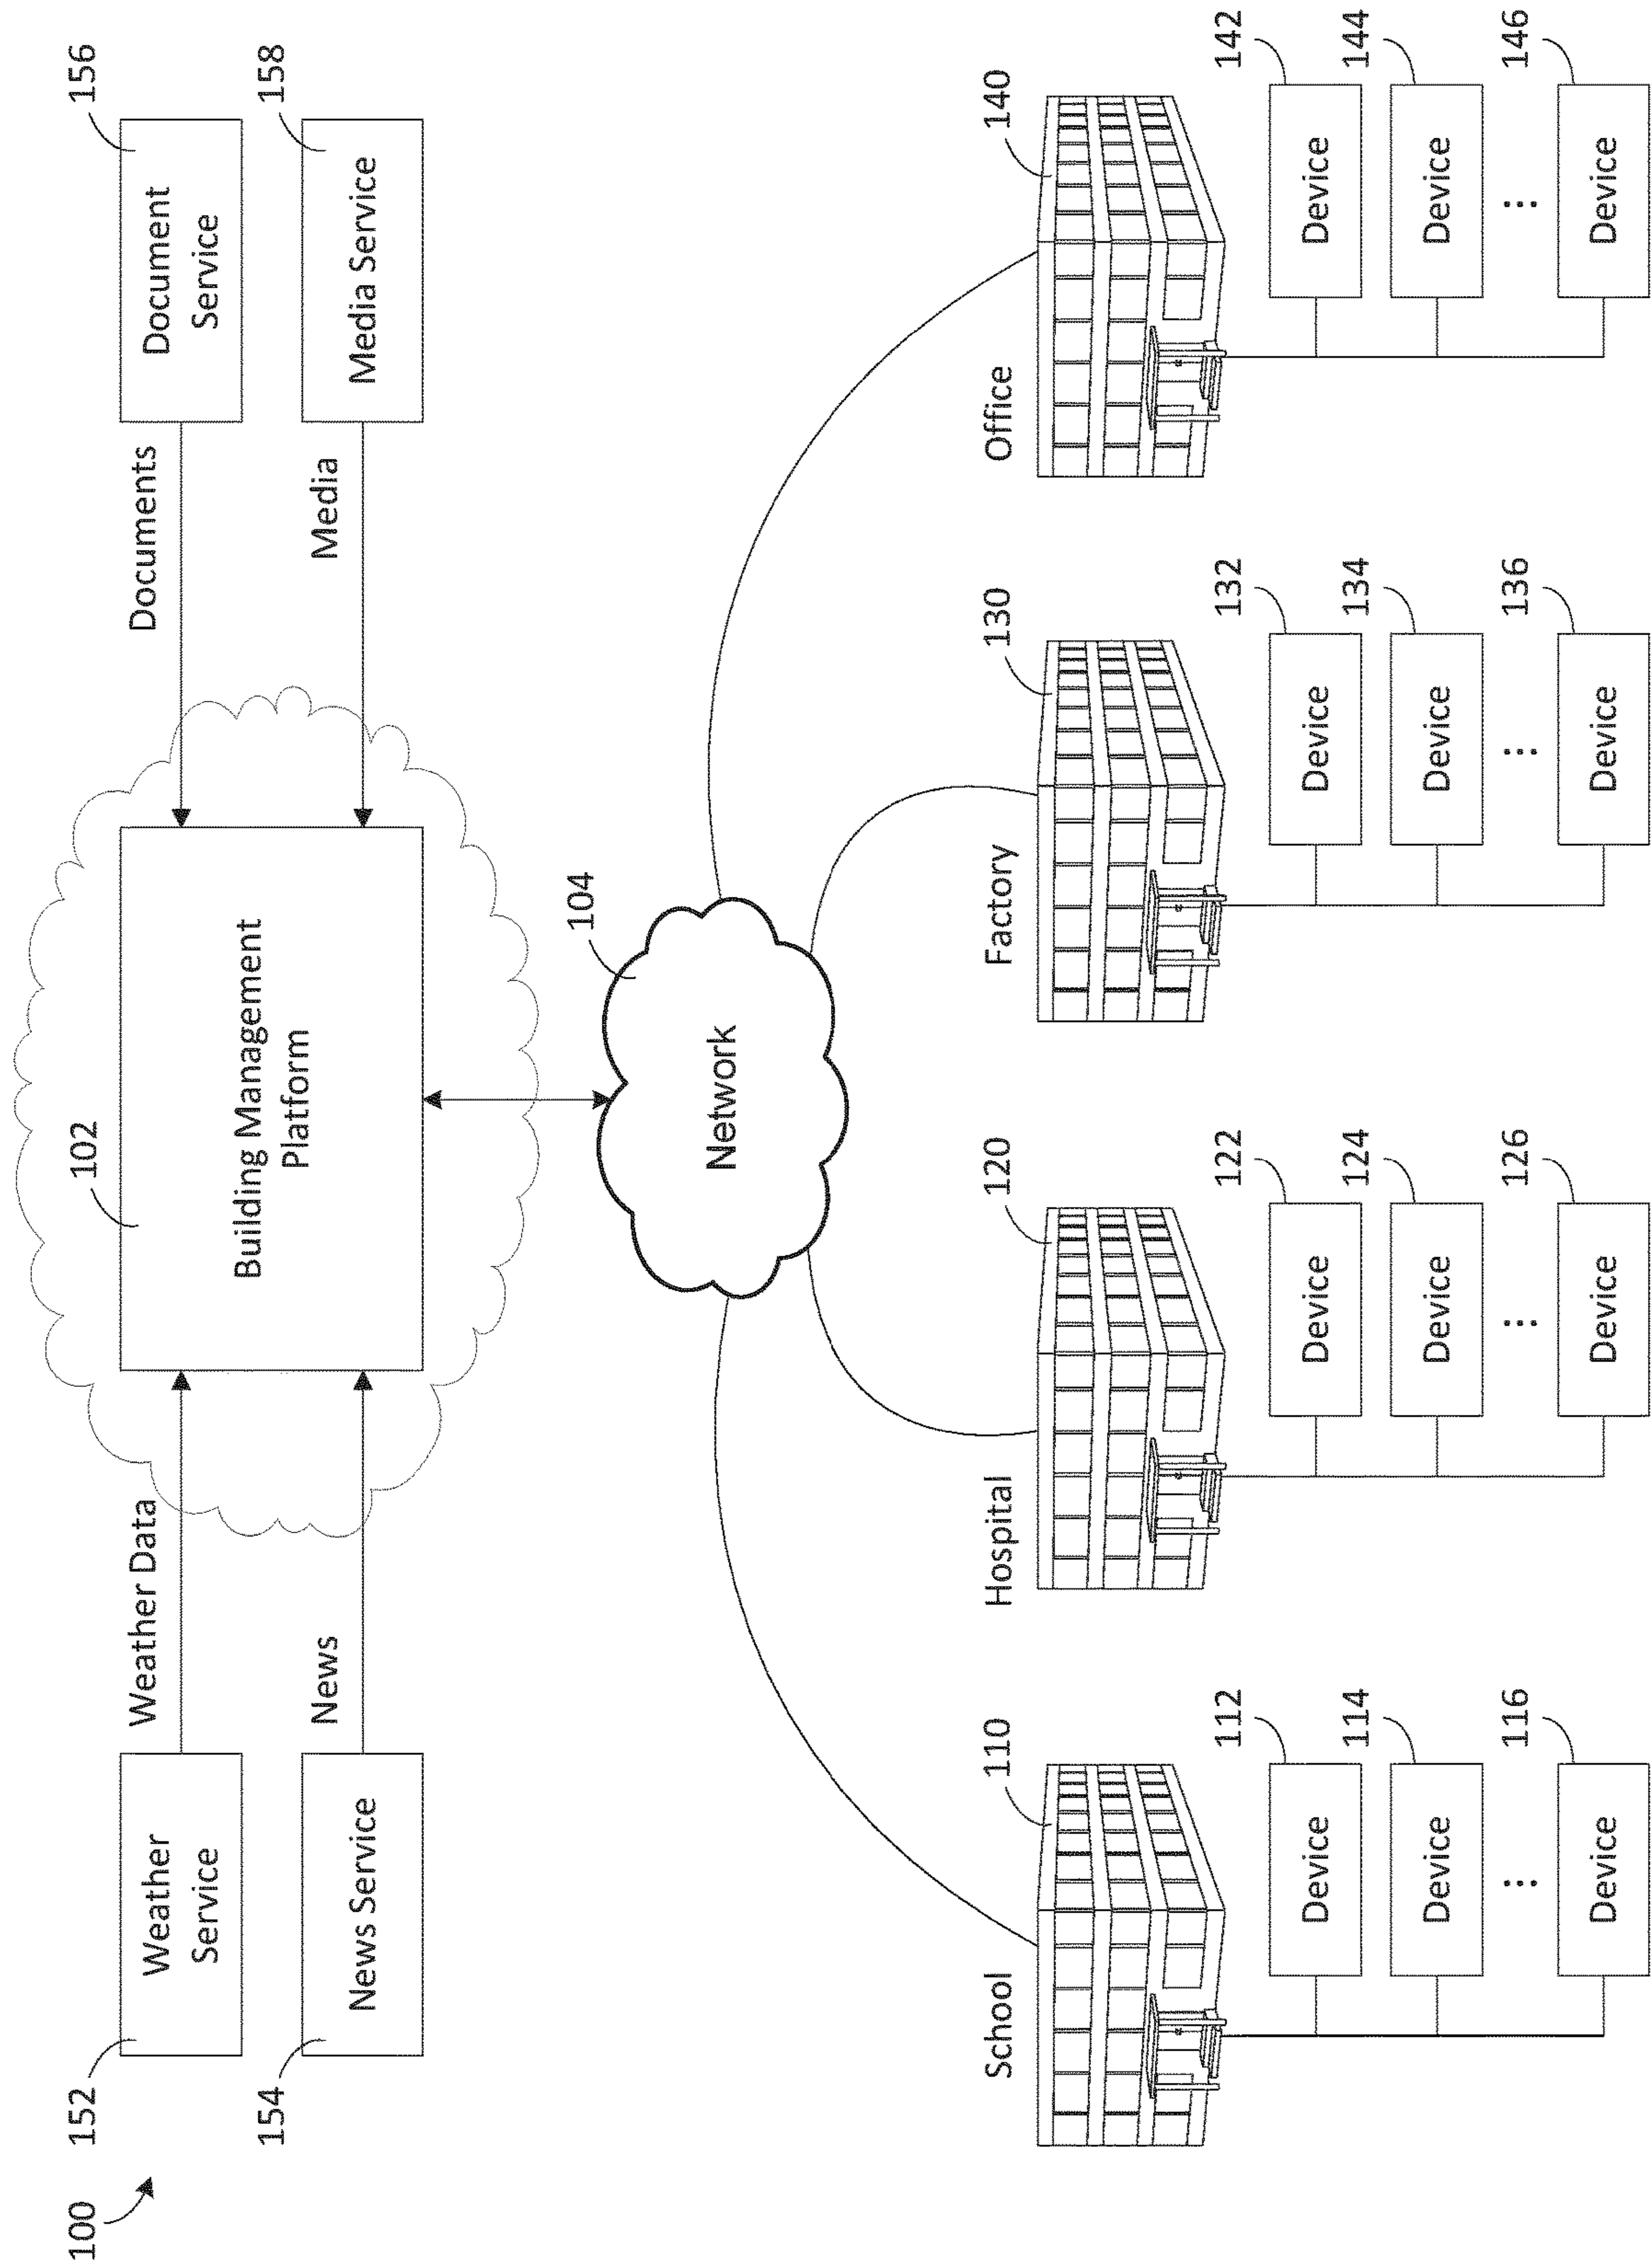 100
152
Weather
Service
154
News Service
Weather Data
News
102
Building Management
Platform
Documents
Media
156
Document
Service
158
Media Service
104
Network
School
110
Device
112
Device
114
Device
116
Hospital
120
Device
122
Device
124
Device
126
Factory
130
Device
132
Device
134
Device
136
Office
140
Device
142
Device
144
Device
146